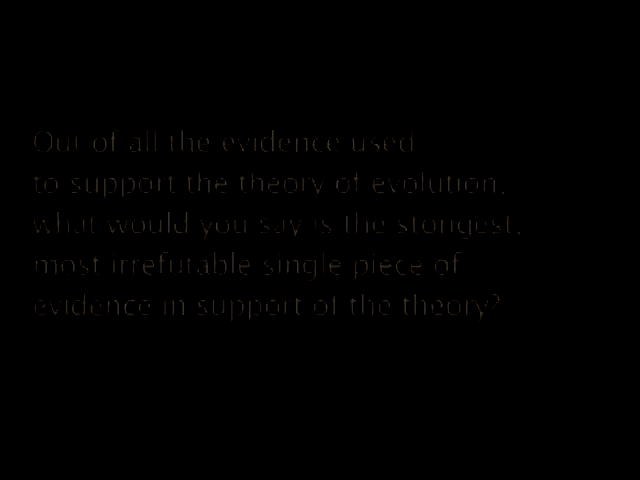 Out of all the evidence used
to support the theory of evolution,
what would you say is the stongest,
most irrefutable single piece of
evidence in support of the theory?